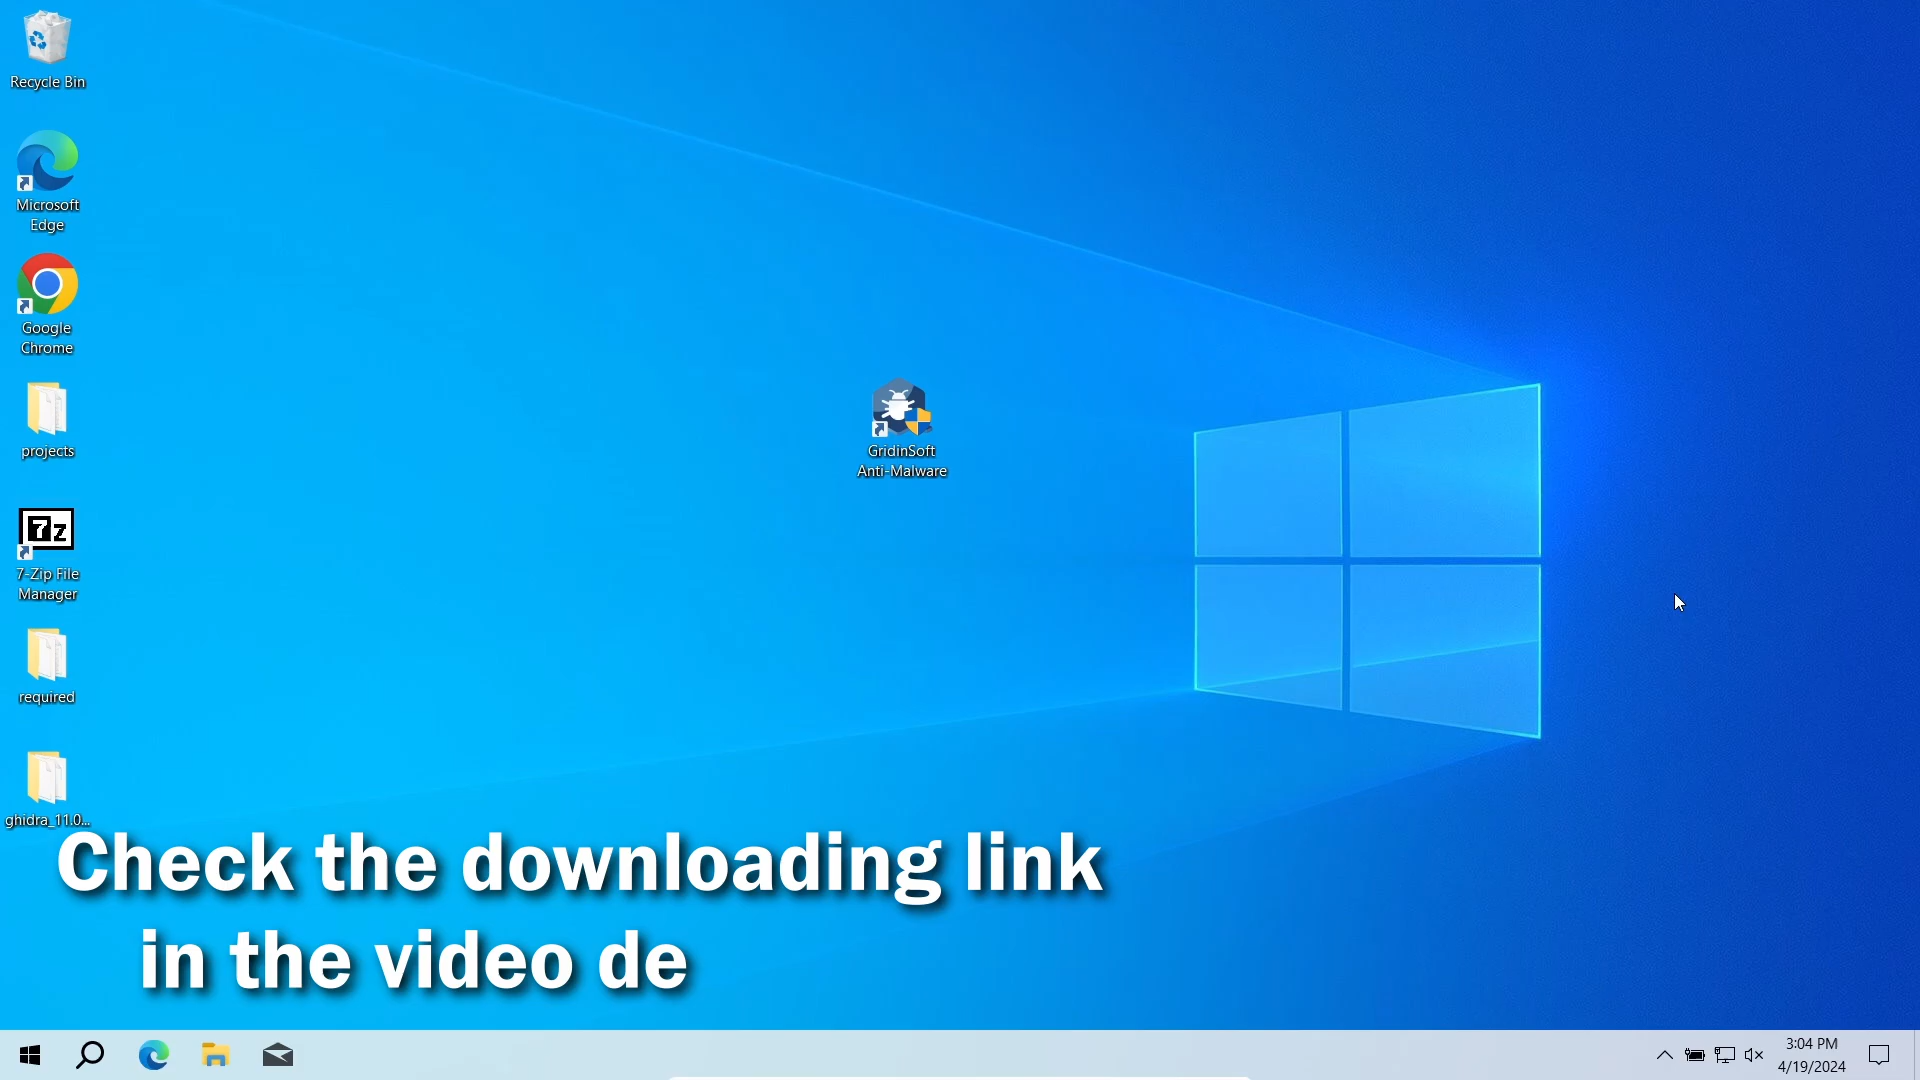 Recycle Bin
Microsoft
Edge
Google
Chrome
projects
7-Zip File
Manager
required
ghidra_11.0...
GridinSoft
Anti-Malware
Check the downloading link
in the video de
3:04 PM
4/19/2024